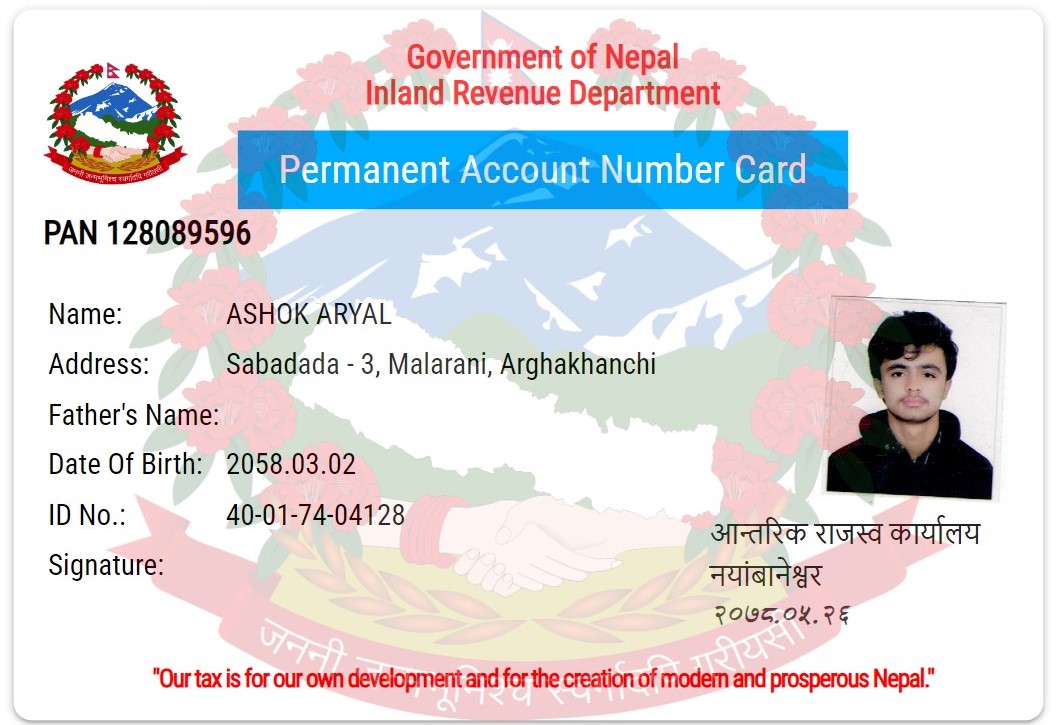 Government of Nepal
Inland Revenue Department
जननी जन्मभूमिश्च स्वर्गादपि गरीयसी
Permanent Account Number Card
PAN 128089596
Name: ASHOK ARYAL
Address: Sabadada - 3, Malarani, Arghakhanchi
Father's Name:
Date Of Birth: 2058.03.02
ID No.: 40-01-74-04128
Signature:
आन्तरिक राजस्व कार्यालय
नयांबानेश्वर
२०७८.०५.२६
जननी जन्मभूमिश्च स्वर्गादपि गरीयसी
"Our tax is for our own development and for the creation of modern and prosperous Nepal."